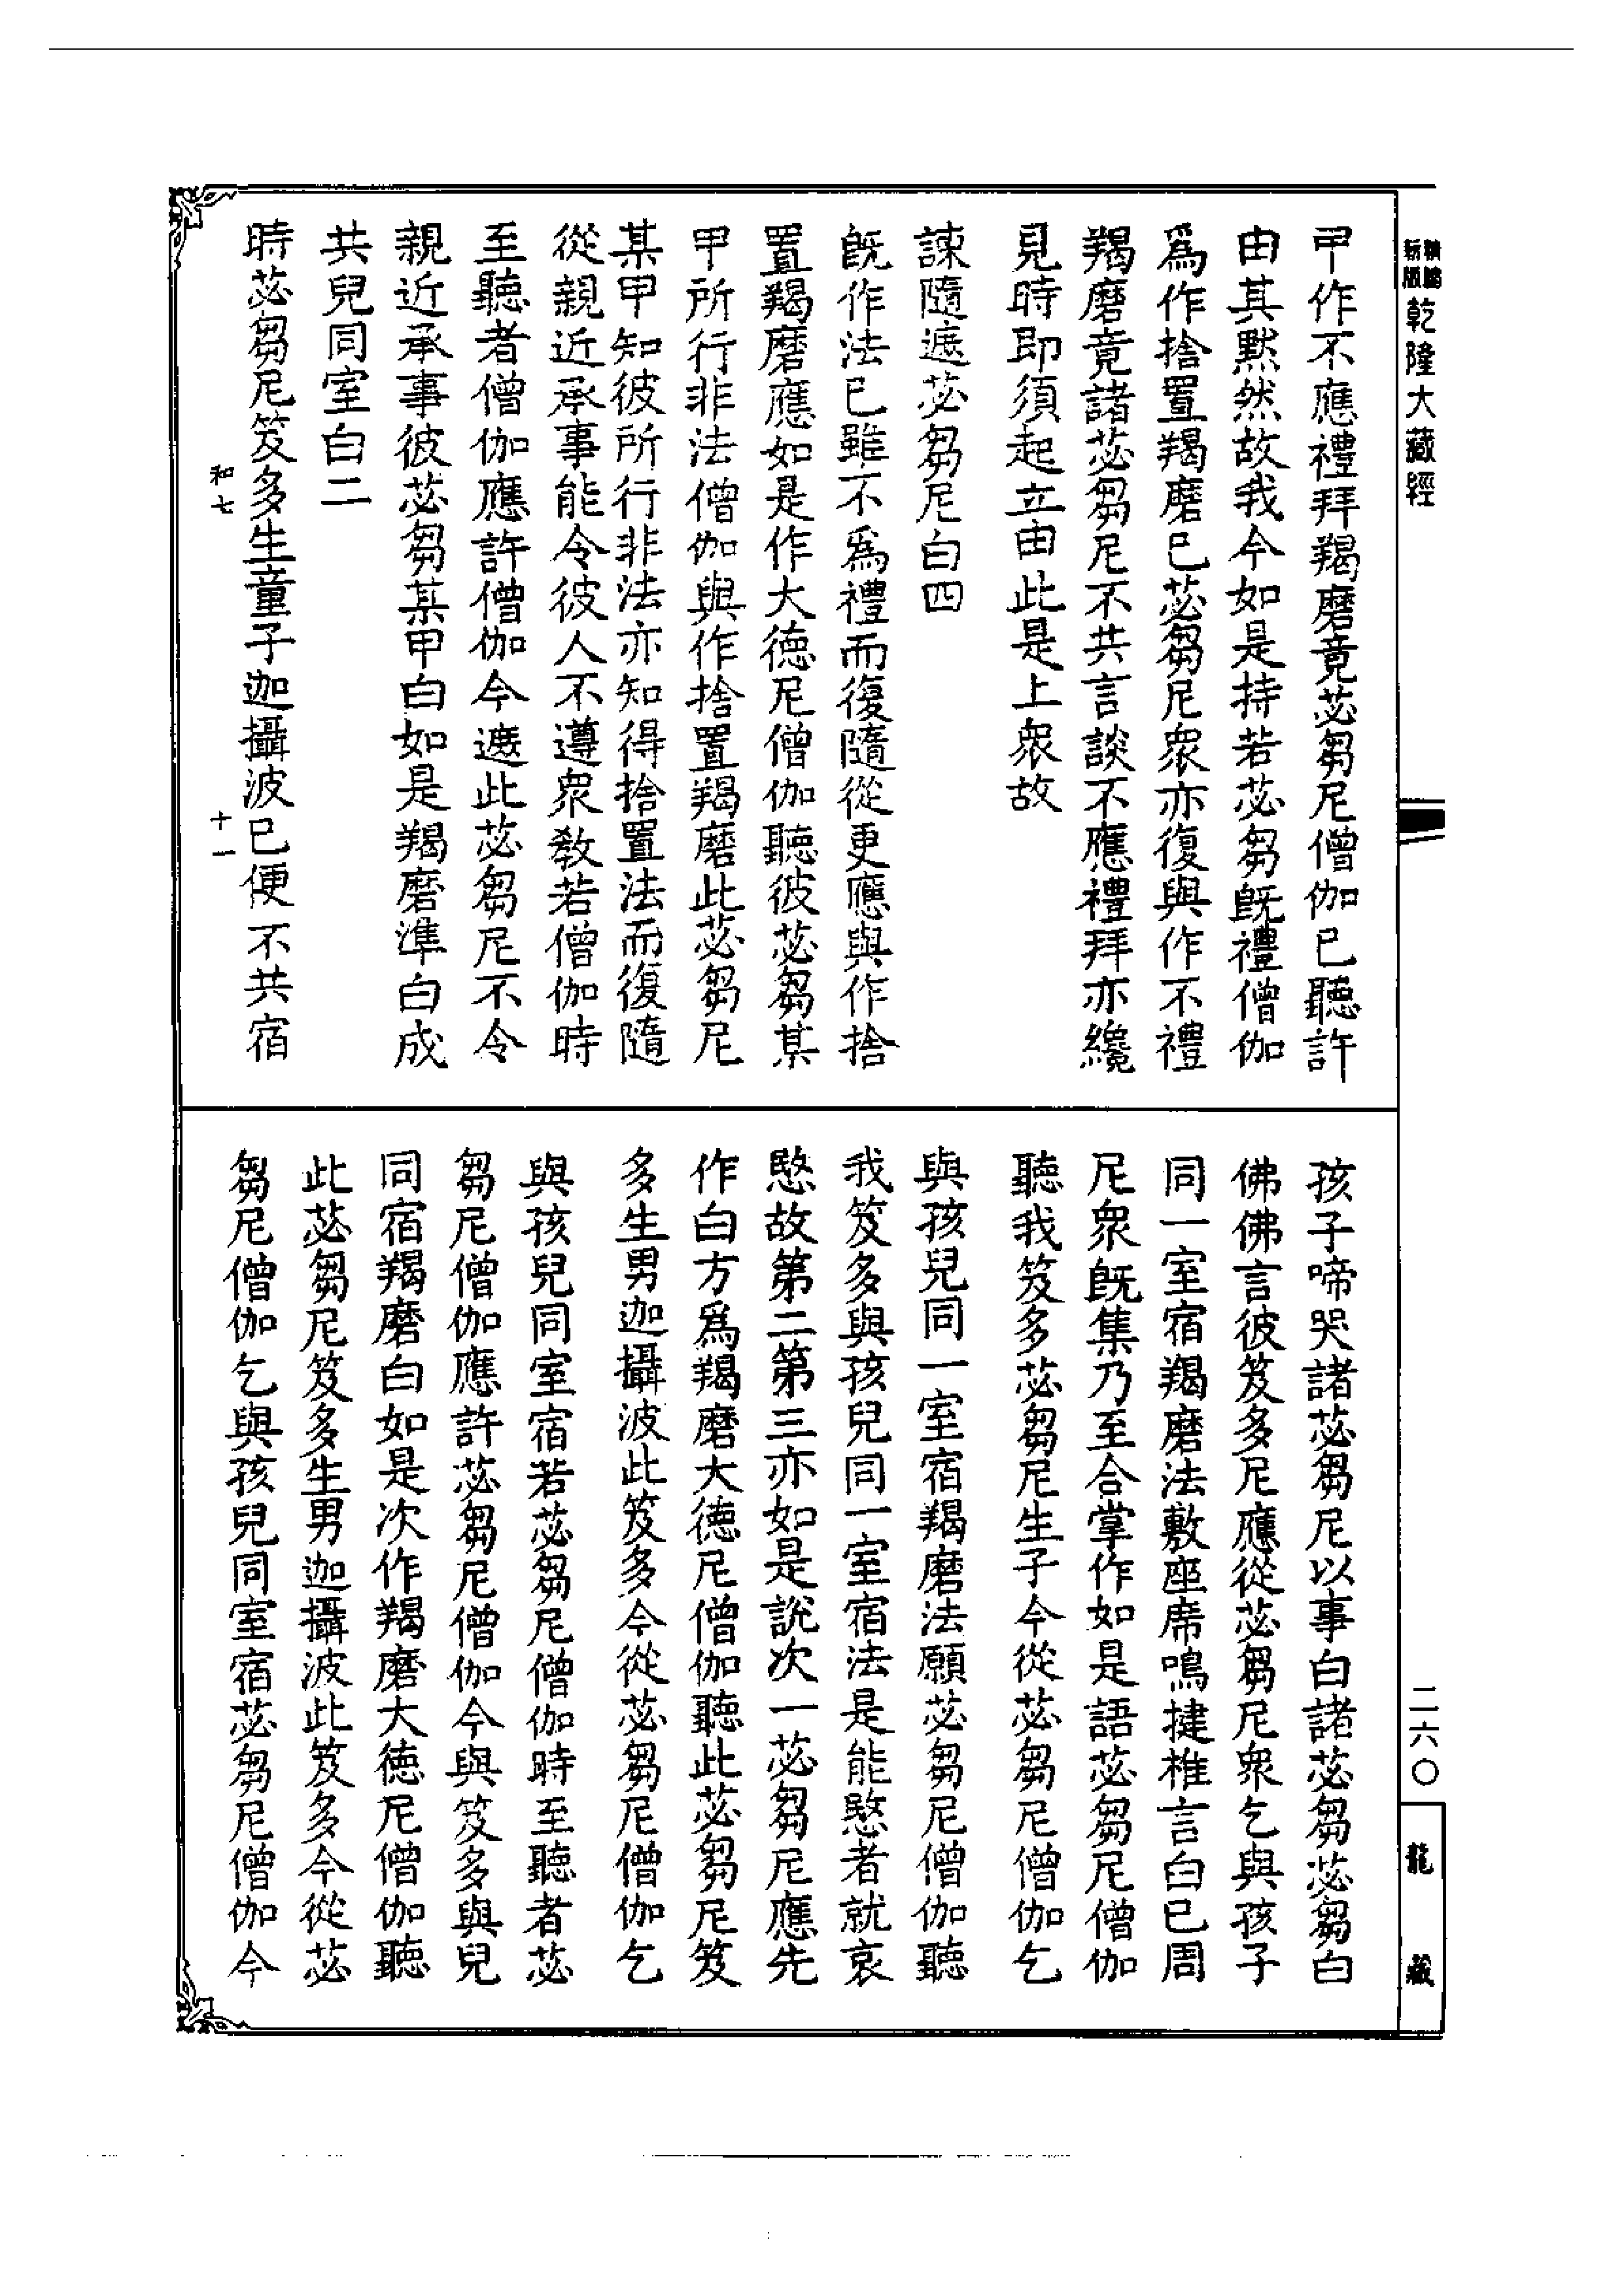 精縮
新版
乾隆大藏經
二六〇
龍藏
甲作不應禮拜羯磨竟苾芻尼僧伽已聽許
由其黙然故我今如是持若苾芻既禮僧伽
爲作捨置羯磨已苾芻尼衆亦復與作不禮
羯磨竟諸苾芻尼不共言談不應禮拜亦纔
見時即須起立由此是上衆故
諫隨遮苾芻尼白四
既作法已雖不爲禮而復隨從更應與作捨
置羯磨應如是作大德尼僧伽聽彼苾芻某
甲所行非法僧伽與作捨置羯磨此苾芻尼
某甲知彼所行非法亦知得捨置法而復隨
從親近承事能令彼人不遵衆教若僧伽時
至聽者僧伽應許僧伽今遮此苾芻尼不令
親近承事彼苾芻某甲白如是羯磨準白成
共兒同室白二
時苾芻尼笈多生童子迦攝波已便不共宿
和七
十一
孩子啼哭諸苾芻尼以事白諸苾芻苾芻白
佛佛言彼笈多尼應從苾芻尼衆乞與孩子
同一室宿羯磨法敷座席鳴揵椎言白已周
尼衆既集乃至合掌作如是語苾芻尼僧伽
聽我笈多苾芻尼生子今從苾芻尼僧伽乞
與孩兒同一室宿羯磨法願苾芻尼僧伽聽
我笈多與孩兒同一室宿法是能愍者就哀
愍故第二第三亦如是說次一苾芻尼應先
作白方爲羯磨大德尼僧伽聽此苾芻尼笈
多生男迦攝波此笈多今從苾芻尼僧伽乞
與孩兒同室宿若苾芻尼僧伽時至聽者苾
芻尼僧伽應許苾芻尼僧伽今與笈多與兒
同宿羯磨白如是次作羯磨大德尼僧伽聽
此苾芻尼笈多生男迦攝波此笈多今從苾
芻尼僧伽乞與孩兒同室宿苾芻尼僧伽今